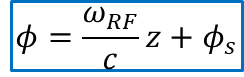 ϕ = ω_RF/c z + ϕ_s